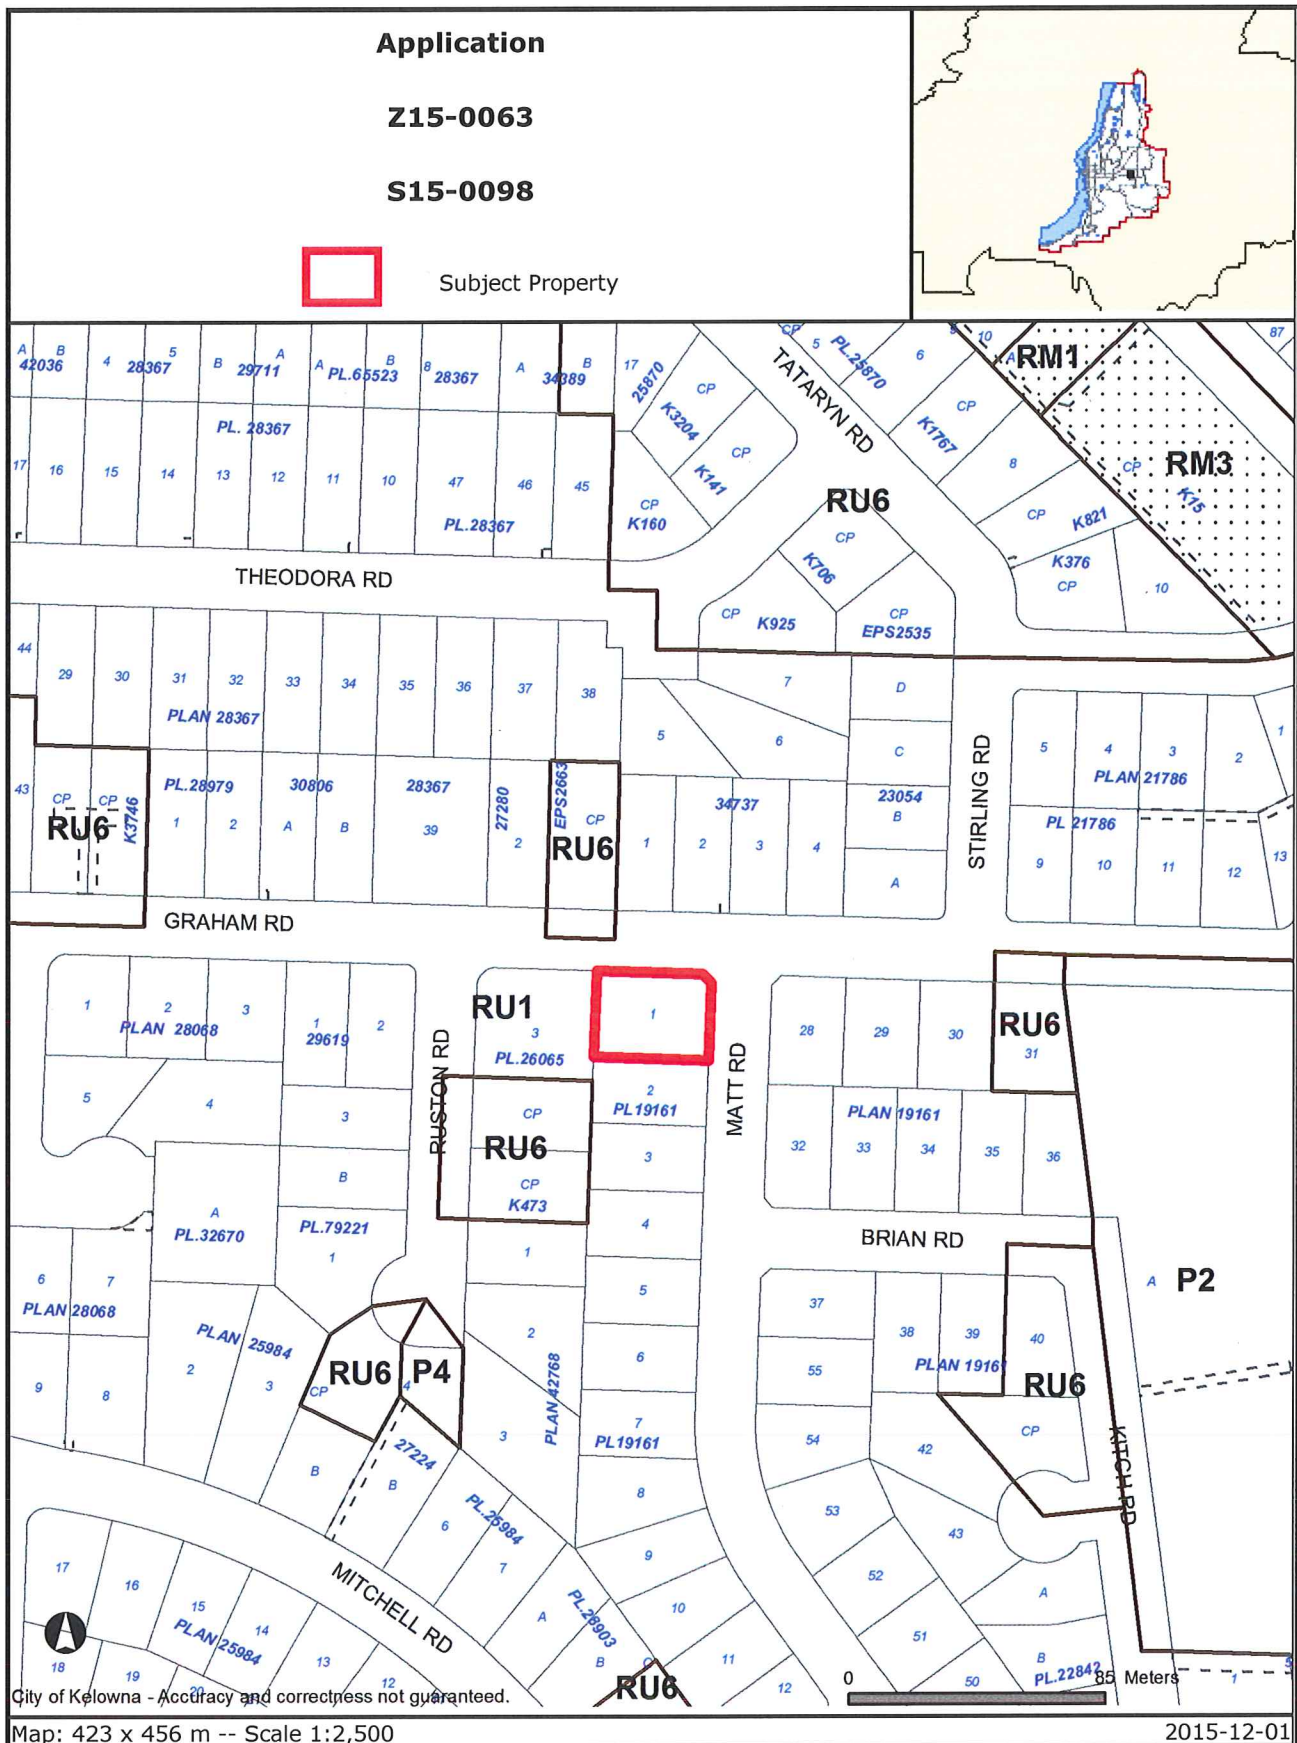 Application
Z15-0063
S15-0098
Subject Property
A B 4 5 B A A B 8 A B 17 CP 5 6 10 A 87
42036 28367 29711 PL.65523 28367 34389 25870 PL.25870 RM1
TATARYN RD
CP CP
PL. 28367 K3204 K1767
17 16 15 14 13 12 11 10 47 46 45 CP 8 CP RM3
K141 K15
PL.28367 CP K160 RU6 CP K821
CP K376
K706 CP . 10
THEODORA RD
CP K925 CP EPS2535
44 29 30 31 32 33 34 35 36 37 38 7 D
PLAN 28367
5 6 C 5 4 3 2 1
PLAN 21786
STIRLING RD
43 CP CP K3746 PL.28979 30806 28367 27280 EPS2663 CP 34737 23054
B PL 21786
RU6 1 2 A B 39 2 RU6 1 2 3 4 A 9 10 11 12 13
GRAHAM RD
1 2 3 1 2 RU1 1 28 29 30 RU6
PLAN 28068 29619 3 31
PL.26065
RUSTON RD
MATT RD
5 4 3 CP 2 PLAN 19161
PL19161
RU6 32 33 34 35 36
B CP 3
K473
A PL.79221 4
PL.32670 1 1 BRIAN RD
6 7 5 37 A P2
PLAN 28068 PLAN 25984 2 38 39 40
RU6 P4 6 55 PLAN 19161 RU6
9 8 2 3 CP 4 PLAN 42768
3 7 54 42 CP
PL19161
KITCH RD
B 27224 B 8
PL.25984 53 43
6 9
17 16 7 52 A
MITCHELL RD
15 14 A PL.28903 10 51
PLAN 25984
18 19 20 13 12 B C 11 50 B
RU6 12 PL.22842 1
0 85 Meters
City of Kelowna - Accuracy and correctness not guaranteed.
Map: 423 x 456 m -- Scale 1:2,500
2015-12-01